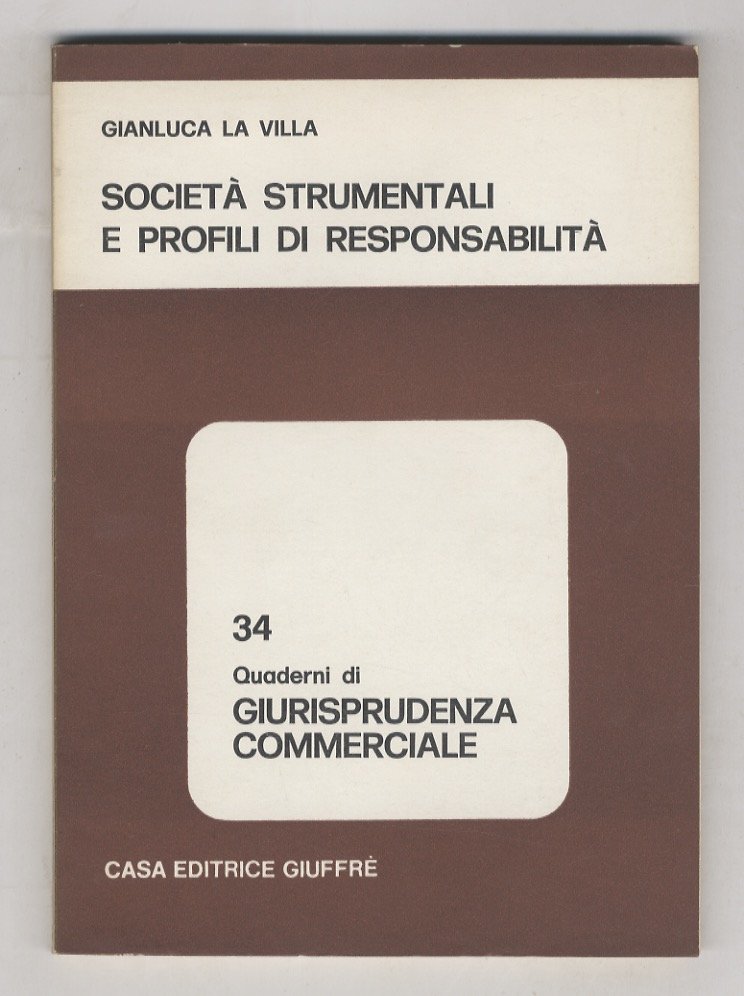 GIANLUCA LA VILLA
SOCIETÀ STRUMENTALI
E PROFILI DI RESPONSABILITÀ
34
Quaderni di
GIURISPRUDENZA
COMMERCIALE
CASA EDITRICE GIUFFRÈ